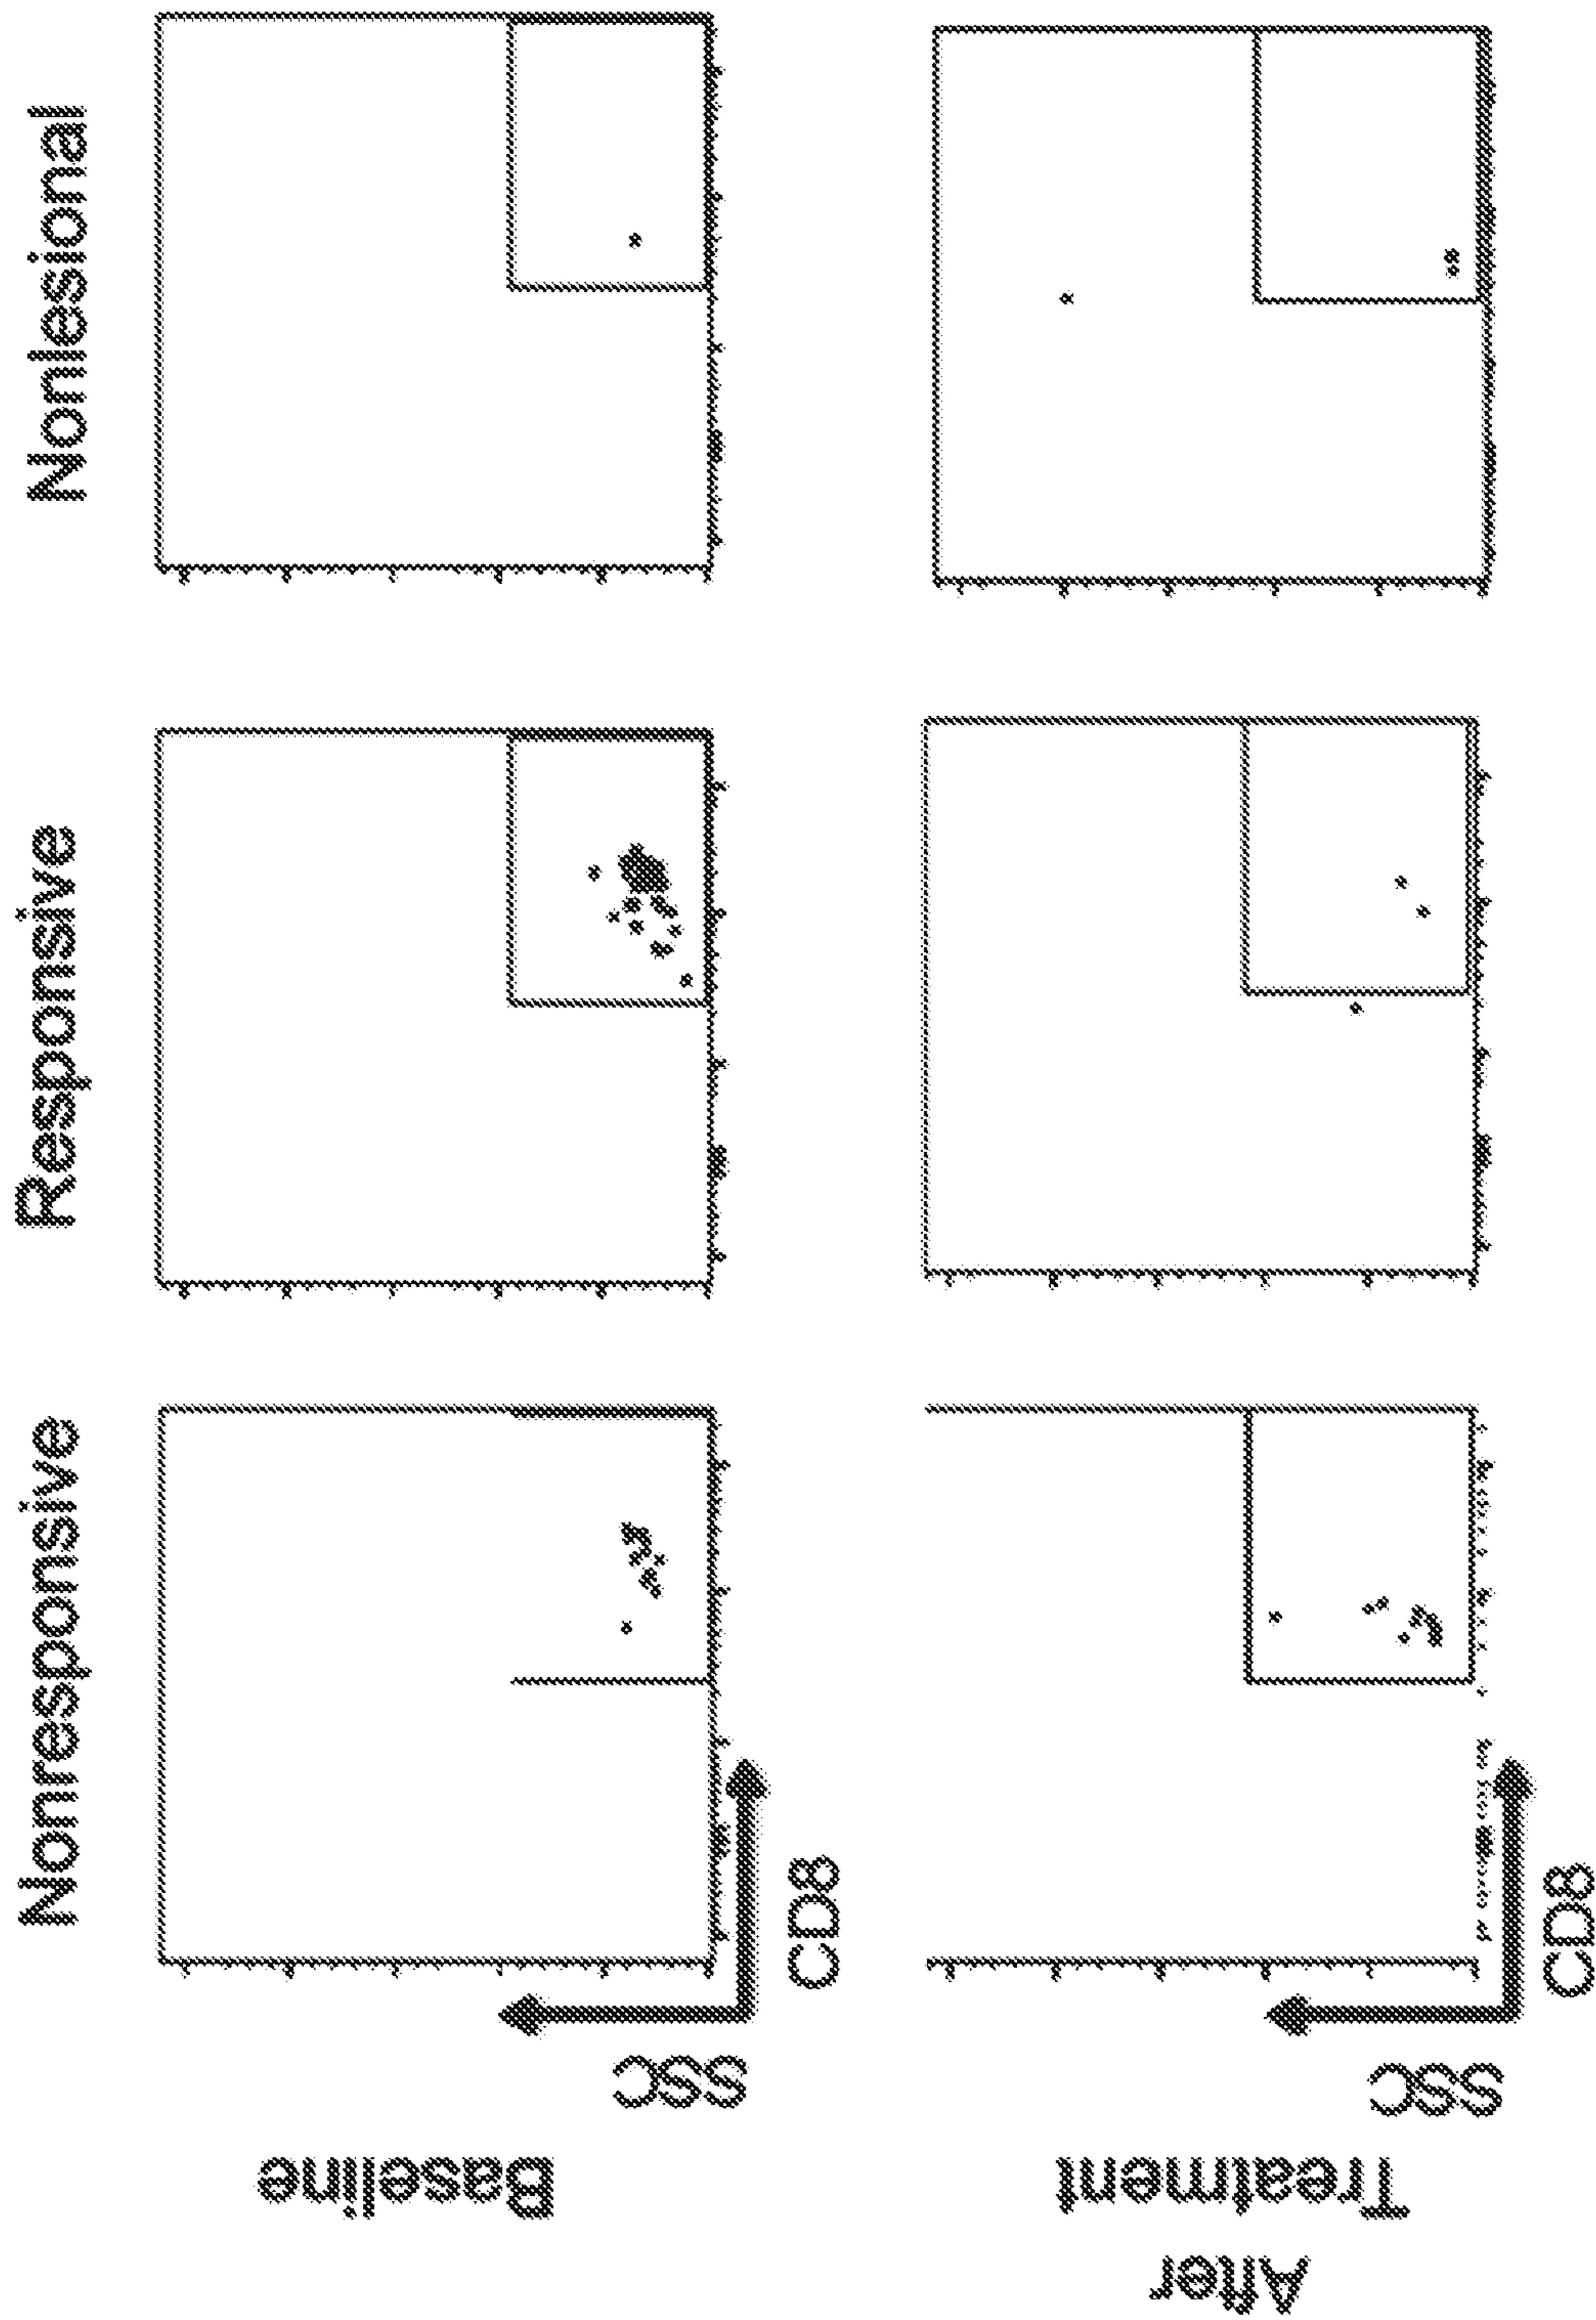 Nonresponsive
Responsive
Nonlesional
Baseline
SSC
CD8
After
Treatment
SSC
CD8